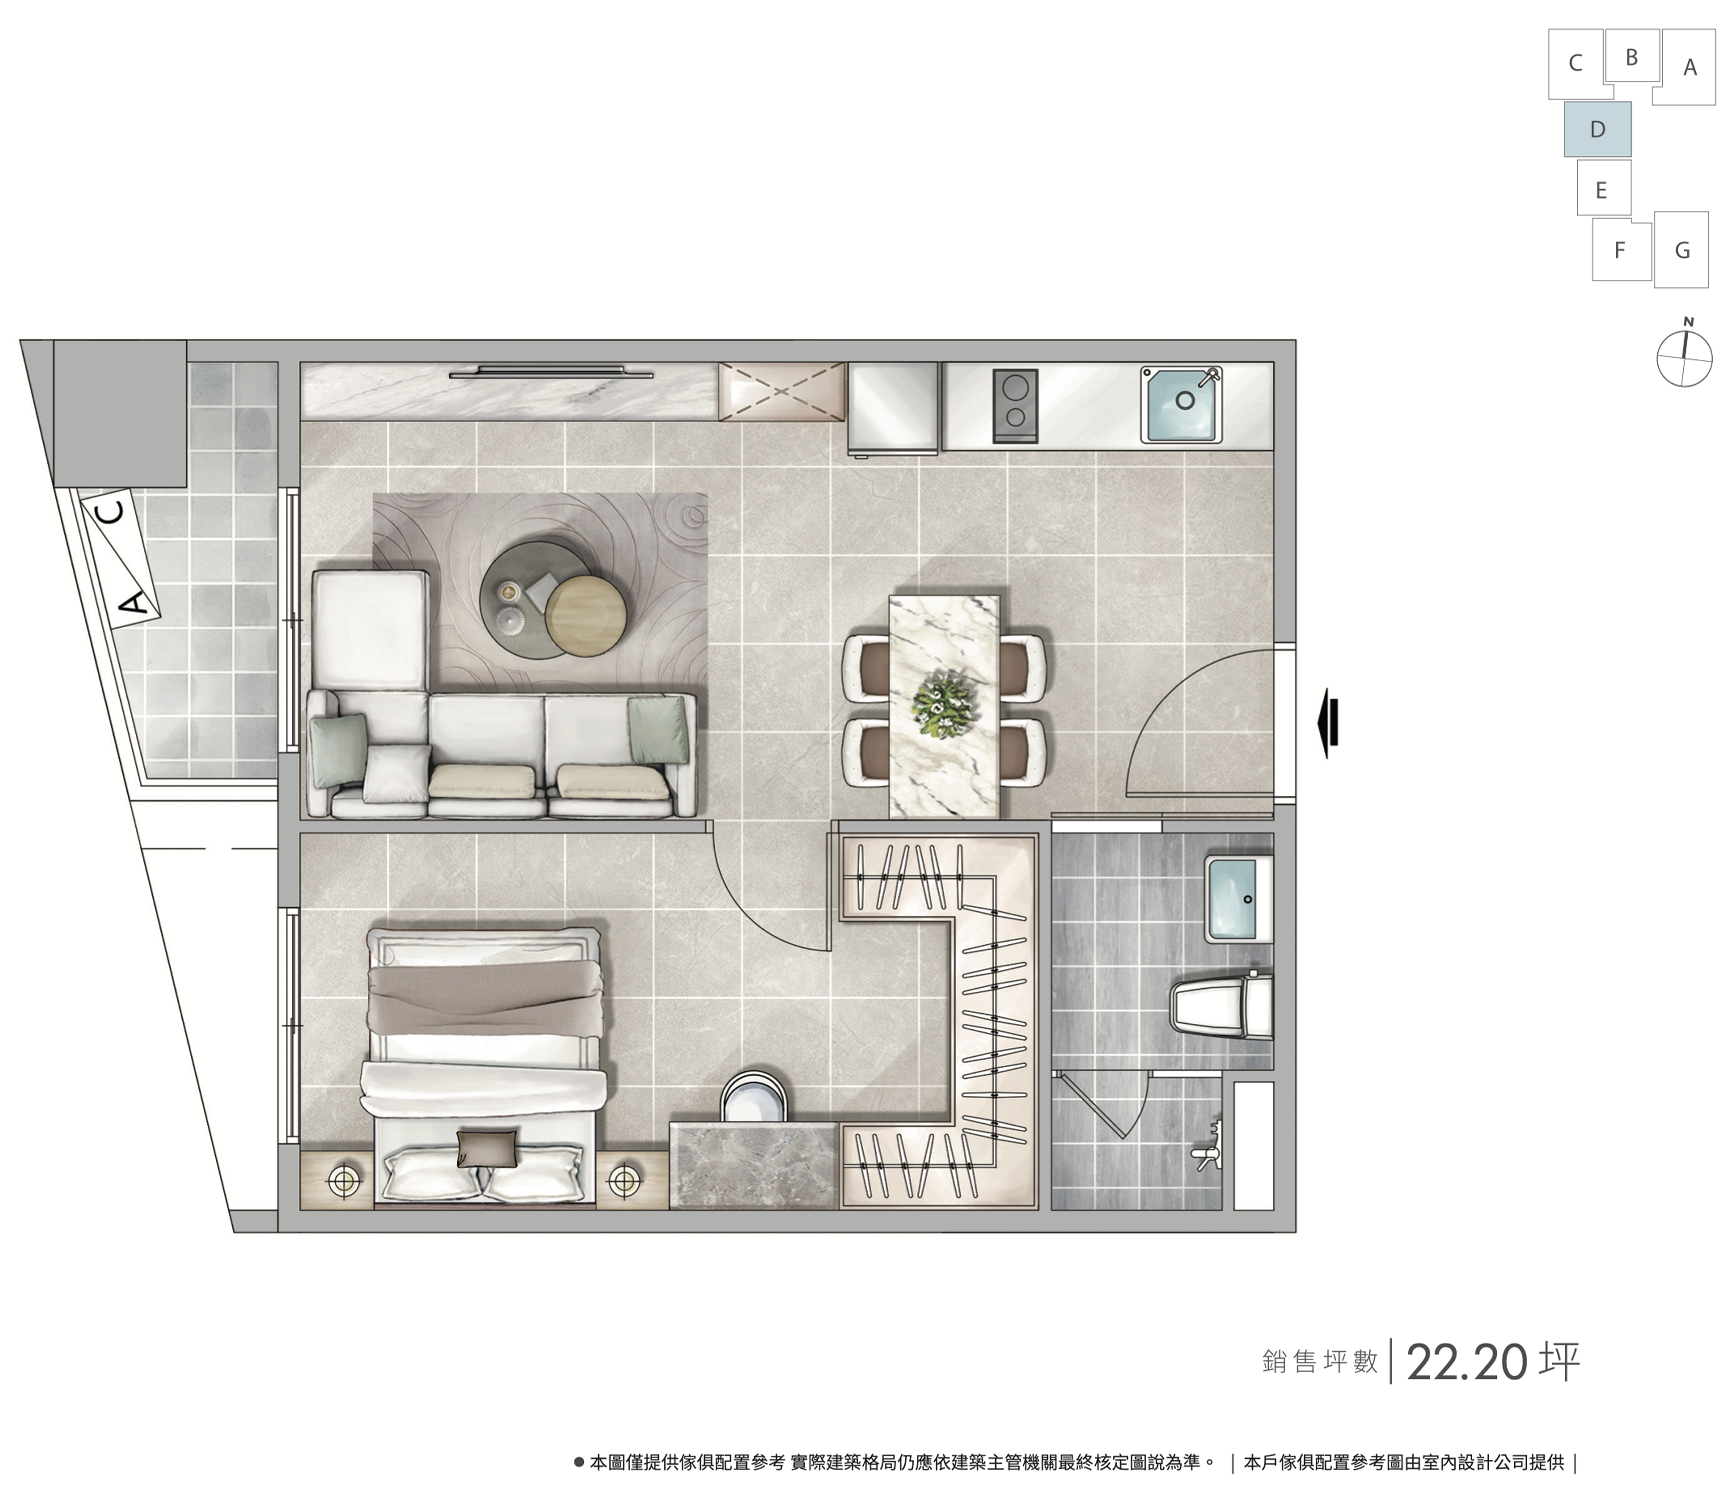 C
B
A
D
E
F
G
N
C
A
銷售坪數 | 22.20 坪
● 本圖僅提供傢俱配置參考 實際建築格局仍應依建築主管機關最終核定圖說為準。 | 本戶傢俱配置參考圖由室內設計公司提供 |